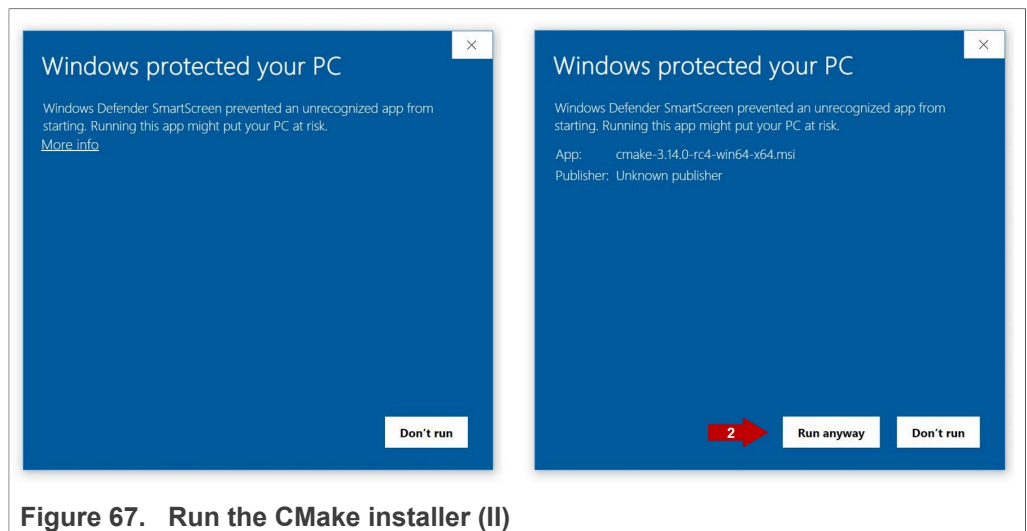 Windows protected your PC
Windows Defender SmartScreen prevented an unrecognized app from
starting. Running this app might put your PC at risk.
More info
Don't run
Windows protected your PC
Windows Defender SmartScreen prevented an unrecognized app from
starting. Running this app might put your PC at risk.
App: cmake-3.14.0-rc4-win64-x64.msi
Publisher: Unknown publisher
2 Run anyway Don't run
Figure 67. Run the CMake installer (II)